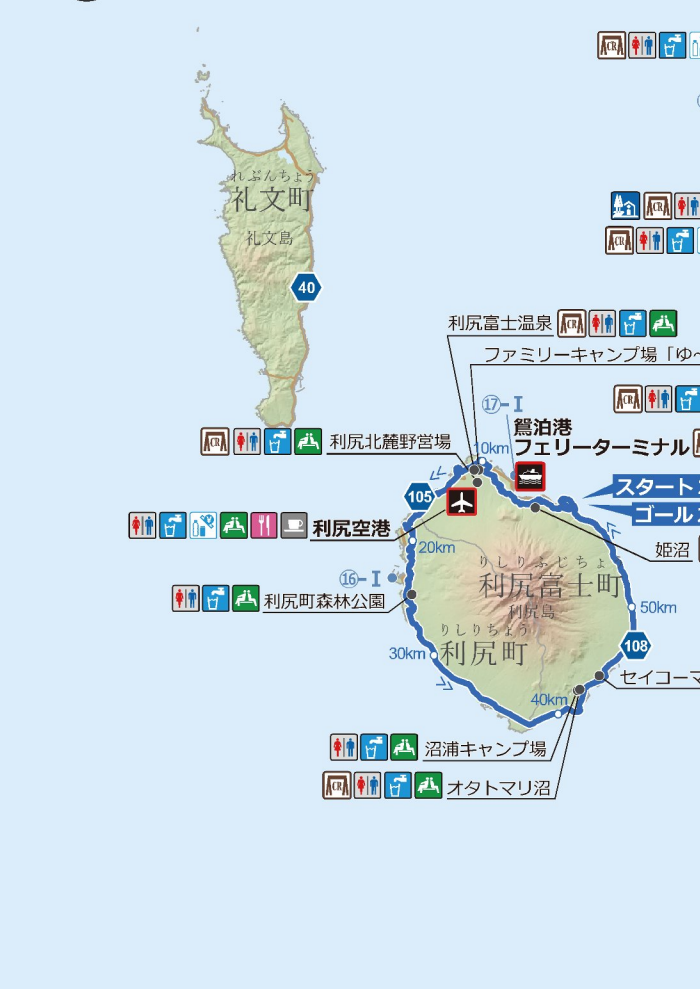 れぶんちょう
礼文町
礼文島
40
利尻富士温泉
ファミリーキャンプ場「ゆ〜
⑰-I
鴛泊港
フェリーターミナル
利尻北麓野営場
10km
105
スタート
ゴール
利尻空港
20km
姫沼
⑯-I
りしりふじちょ
利尻富士町
利尻島
利尻町森林公園
50km
りしりちょう
利尻町
30km
108
セイコーマ
40km
沼浦キャンプ場
オタトマリ沼